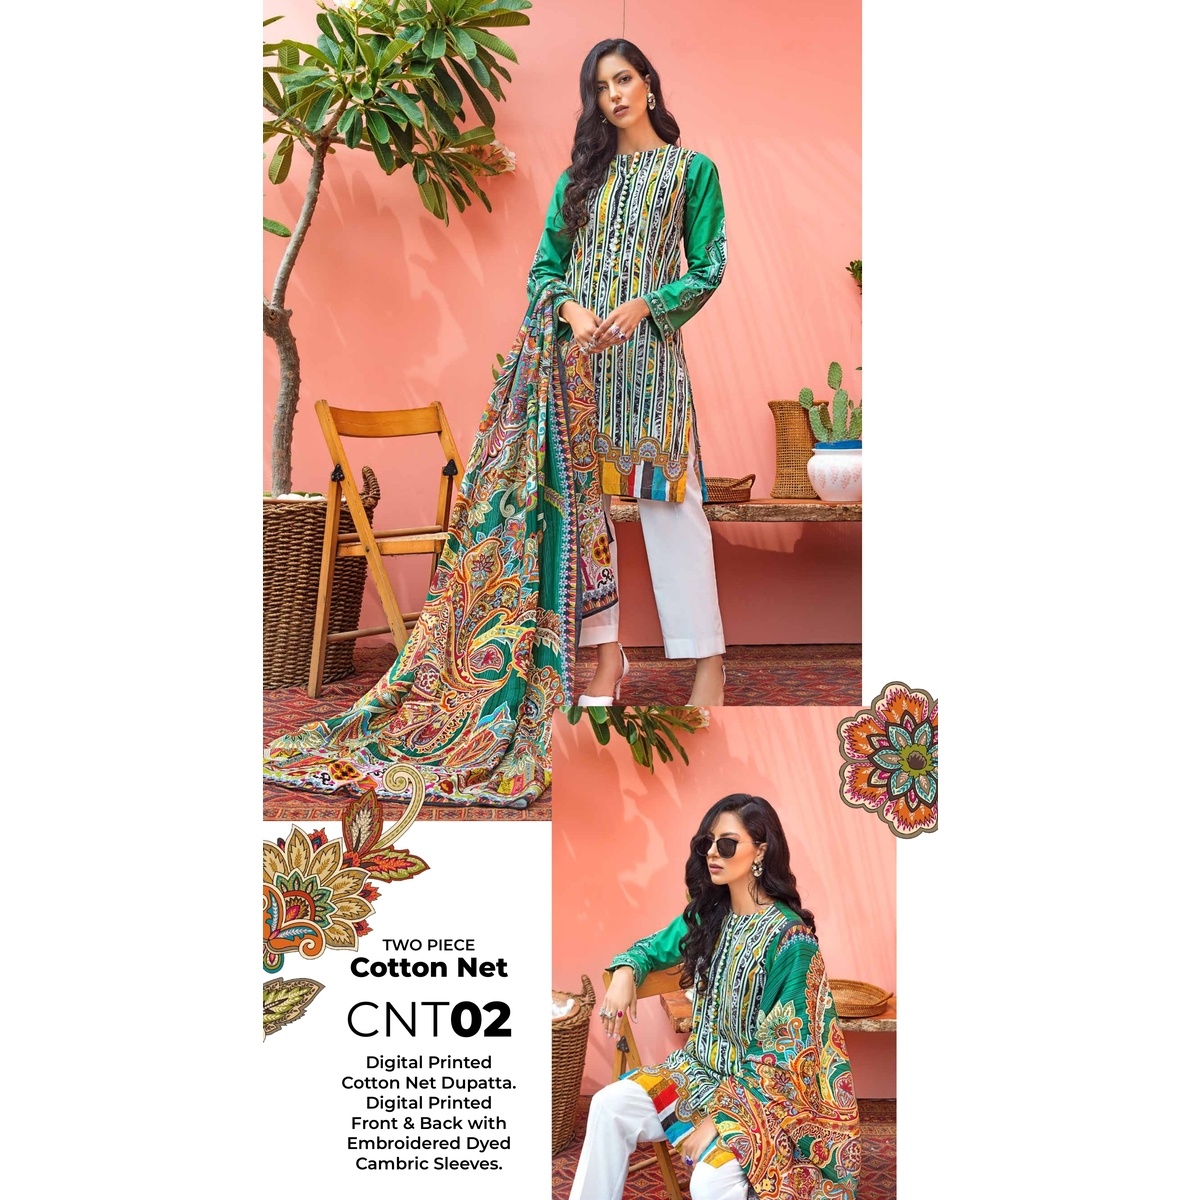 TWO PIECE
Cotton Net
CNT02
Digital Printed
Cotton Net Dupatta.
Digital Printed
Front & Back with
Embroidered Dyed
Cambric Sleeves.